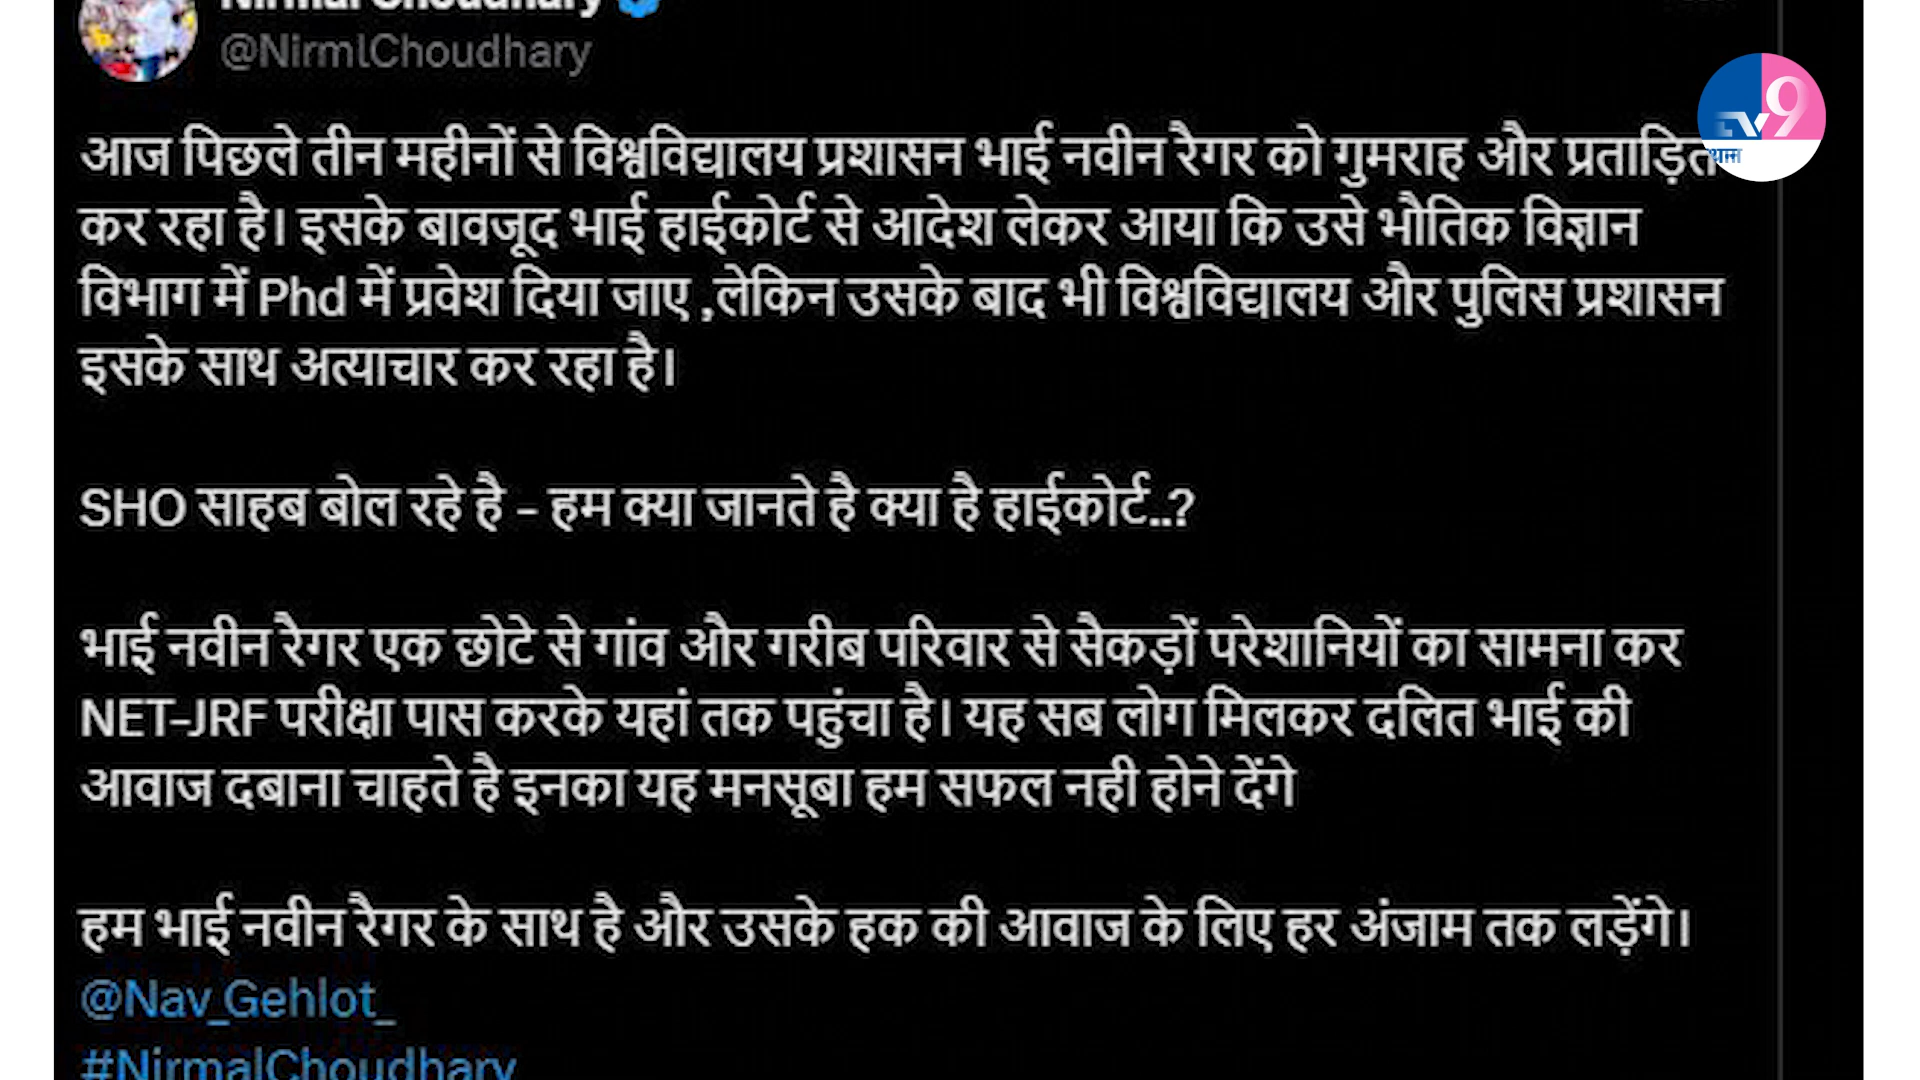 Nirmal Choudhary
@NirmlChoudhary
TV9
आज पिछले तीन महीनों से विश्वविद्यालय प्रशासन भाई नवीन रैगर को गुमराह और प्रताड़ित
कर रहा है। इसके बावजूद भाई हाईकोर्ट से आदेश लेकर आया कि उसे भौतिक विज्ञान
विभाग में Phd में प्रवेश दिया जाए ,लेकिन उसके बाद भी विश्वविद्यालय और पुलिस प्रशासन
इसके साथ अत्याचार कर रहा है।
SHO साहब बोल रहे है - हम क्या जानते है क्या है हाईकोर्ट..?
भाई नवीन रैगर एक छोटे से गांव और गरीब परिवार से सैकड़ों परेशानियों का सामना कर
NET-JRF परीक्षा पास करके यहां तक पहुंचा है। यह सब लोग मिलकर दलित भाई की
आवाज दबाना चाहते है इनका यह मनसूबा हम सफल नही होने देंगे
हम भाई नवीन रैगर के साथ है और उसके हक की आवाज के लिए हर अंजाम तक लड़ेंगे।
@Nav_Gehlot_
#NirmalChoudhary